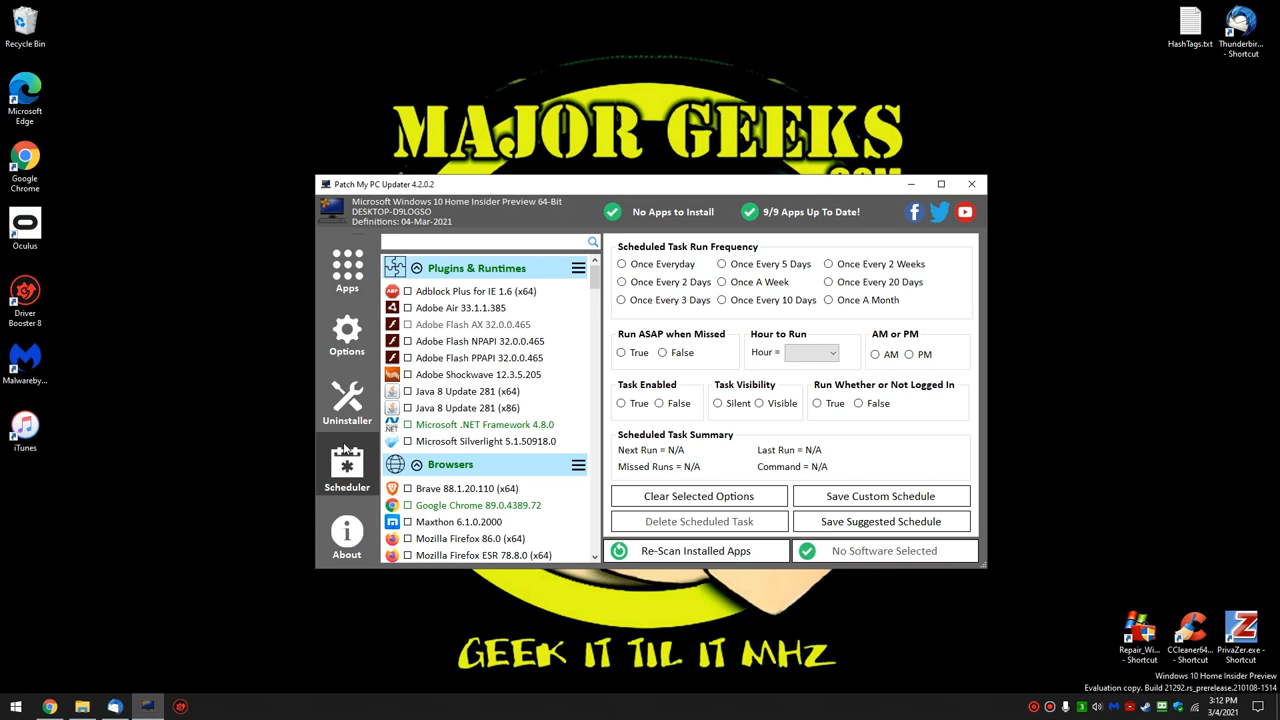 Recycle Bin
Microsoft
Edge
Google
Chrome
Oculus
Driver
Booster 8
Malwareby...
iTunes
HashTags.txt
Thunderbir...
- Shortcut
MAJOR GEEKS
.COM
Patch My PC Updater 4.2.0.2
Microsoft Windows 10 Home Insider Preview 64-Bit
DESKTOP-D9LOGSO
Definitions: 04-Mar-2021
No Apps to Install
9/9 Apps Up To Date!
Apps
Options
Uninstaller
Scheduler
About
Plugins & Runtimes
Adblock Plus for IE 1.6 (x64)
Adobe Air 33.1.1.385
Adobe Flash AX 32.0.0.465
Adobe Flash NPAPI 32.0.0.465
Adobe Flash PPAPI 32.0.0.465
Adobe Shockwave 12.3.5.205
Java 8 Update 281 (x64)
Java 8 Update 281 (x86)
Microsoft .NET Framework 4.8.0
Microsoft Silverlight 5.1.50918.0
Browsers
Brave 88.1.20.110 (x64)
Google Chrome 89.0.4389.72
Maxthon 6.1.0.2000
Mozilla Firefox 86.0 (x64)
Mozilla Firefox ESR 78.8.0 (x64)
Scheduled Task Run Frequency
Once Everyday
Once Every 5 Days
Once Every 2 Weeks
Once Every 2 Days
Once A Week
Once Every 20 Days
Once Every 3 Days
Once Every 10 Days
Once A Month
Run ASAP when Missed
True
False
Hour to Run
Hour =
AM or PM
AM
PM
Task Enabled
True
False
Task Visibility
Silent
Visible
Run Whether or Not Logged In
True
False
Scheduled Task Summary
Next Run = N/A
Last Run = N/A
Missed Runs = N/A
Command = N/A
Clear Selected Options
Save Custom Schedule
Delete Scheduled Task
Save Suggested Schedule
Re-Scan Installed Apps
No Software Selected
GEEK IT TIL IT MHZ
Repair_Wi...
- Shortcut
CCleaner64...
- Shortcut
PrivaZer.exe -
Shortcut
Windows 10 Home Insider Preview
Evaluation copy. Build 21292.rs_prerelease.210108-1514
3:12 PM
3/4/2021